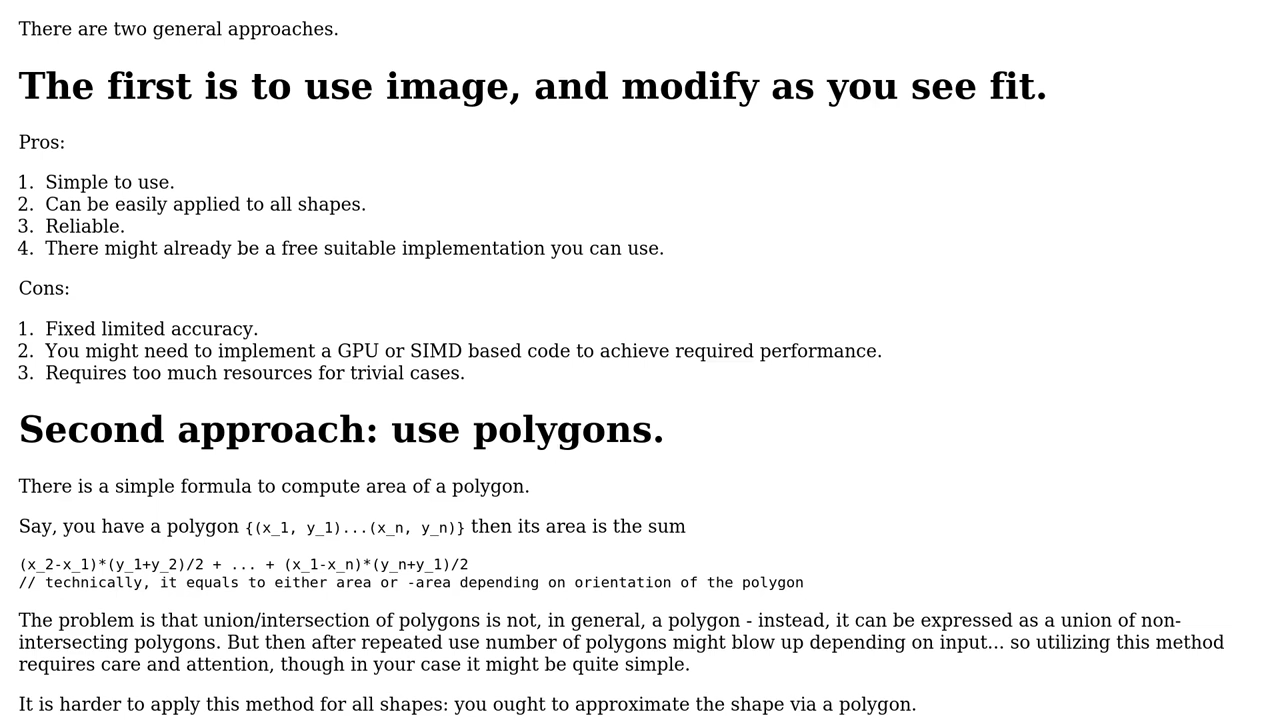 There are two general approaches.
The first is to use image, and modify as you see fit.
Pros:
1. Simple to use.
2. Can be easily applied to all shapes.
3. Reliable.
4. There might already be a free suitable implementation you can use.
Cons:
1. Fixed limited accuracy.
2. You might need to implement a GPU or SIMD based code to achieve required performance.
3. Requires too much resources for trivial cases.
Second approach: use polygons.
There is a simple formula to compute area of a polygon.
Say, you have a polygon {(x_1, y_1)...(x_n, y_n)} then its area is the sum
(x_2-x_1)*(y_1+y_2)/2 + ... + (x_1-x_n)*(y_n+y_1)/2
// technically, it equals to either area or -area depending on orientation of the polygon
The problem is that union/intersection of polygons is not, in general, a polygon - instead, it can be expressed as a union of non-
intersecting polygons. But then after repeated use number of polygons might blow up depending on input... so utilizing this method
requires care and attention, though in your case it might be quite simple.
It is harder to apply this method for all shapes: you ought to approximate the shape via a polygon.